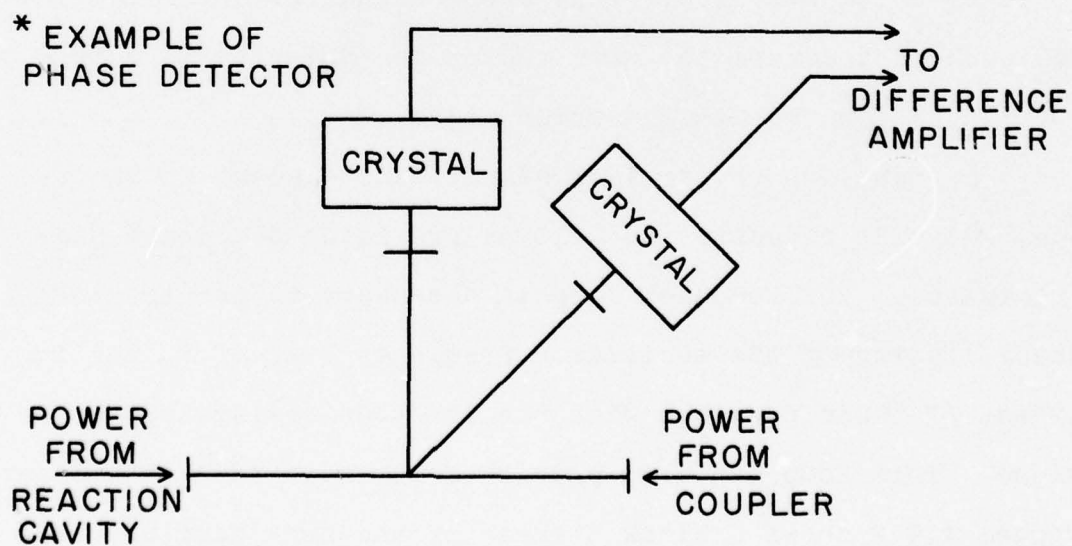 * EXAMPLE OF
PHASE DETECTOR
TO
DIFFERENCE
AMPLIFIER
CRYSTAL
CRYSTAL
POWER
FROM
REACTION
CAVITY
POWER
FROM
COUPLER